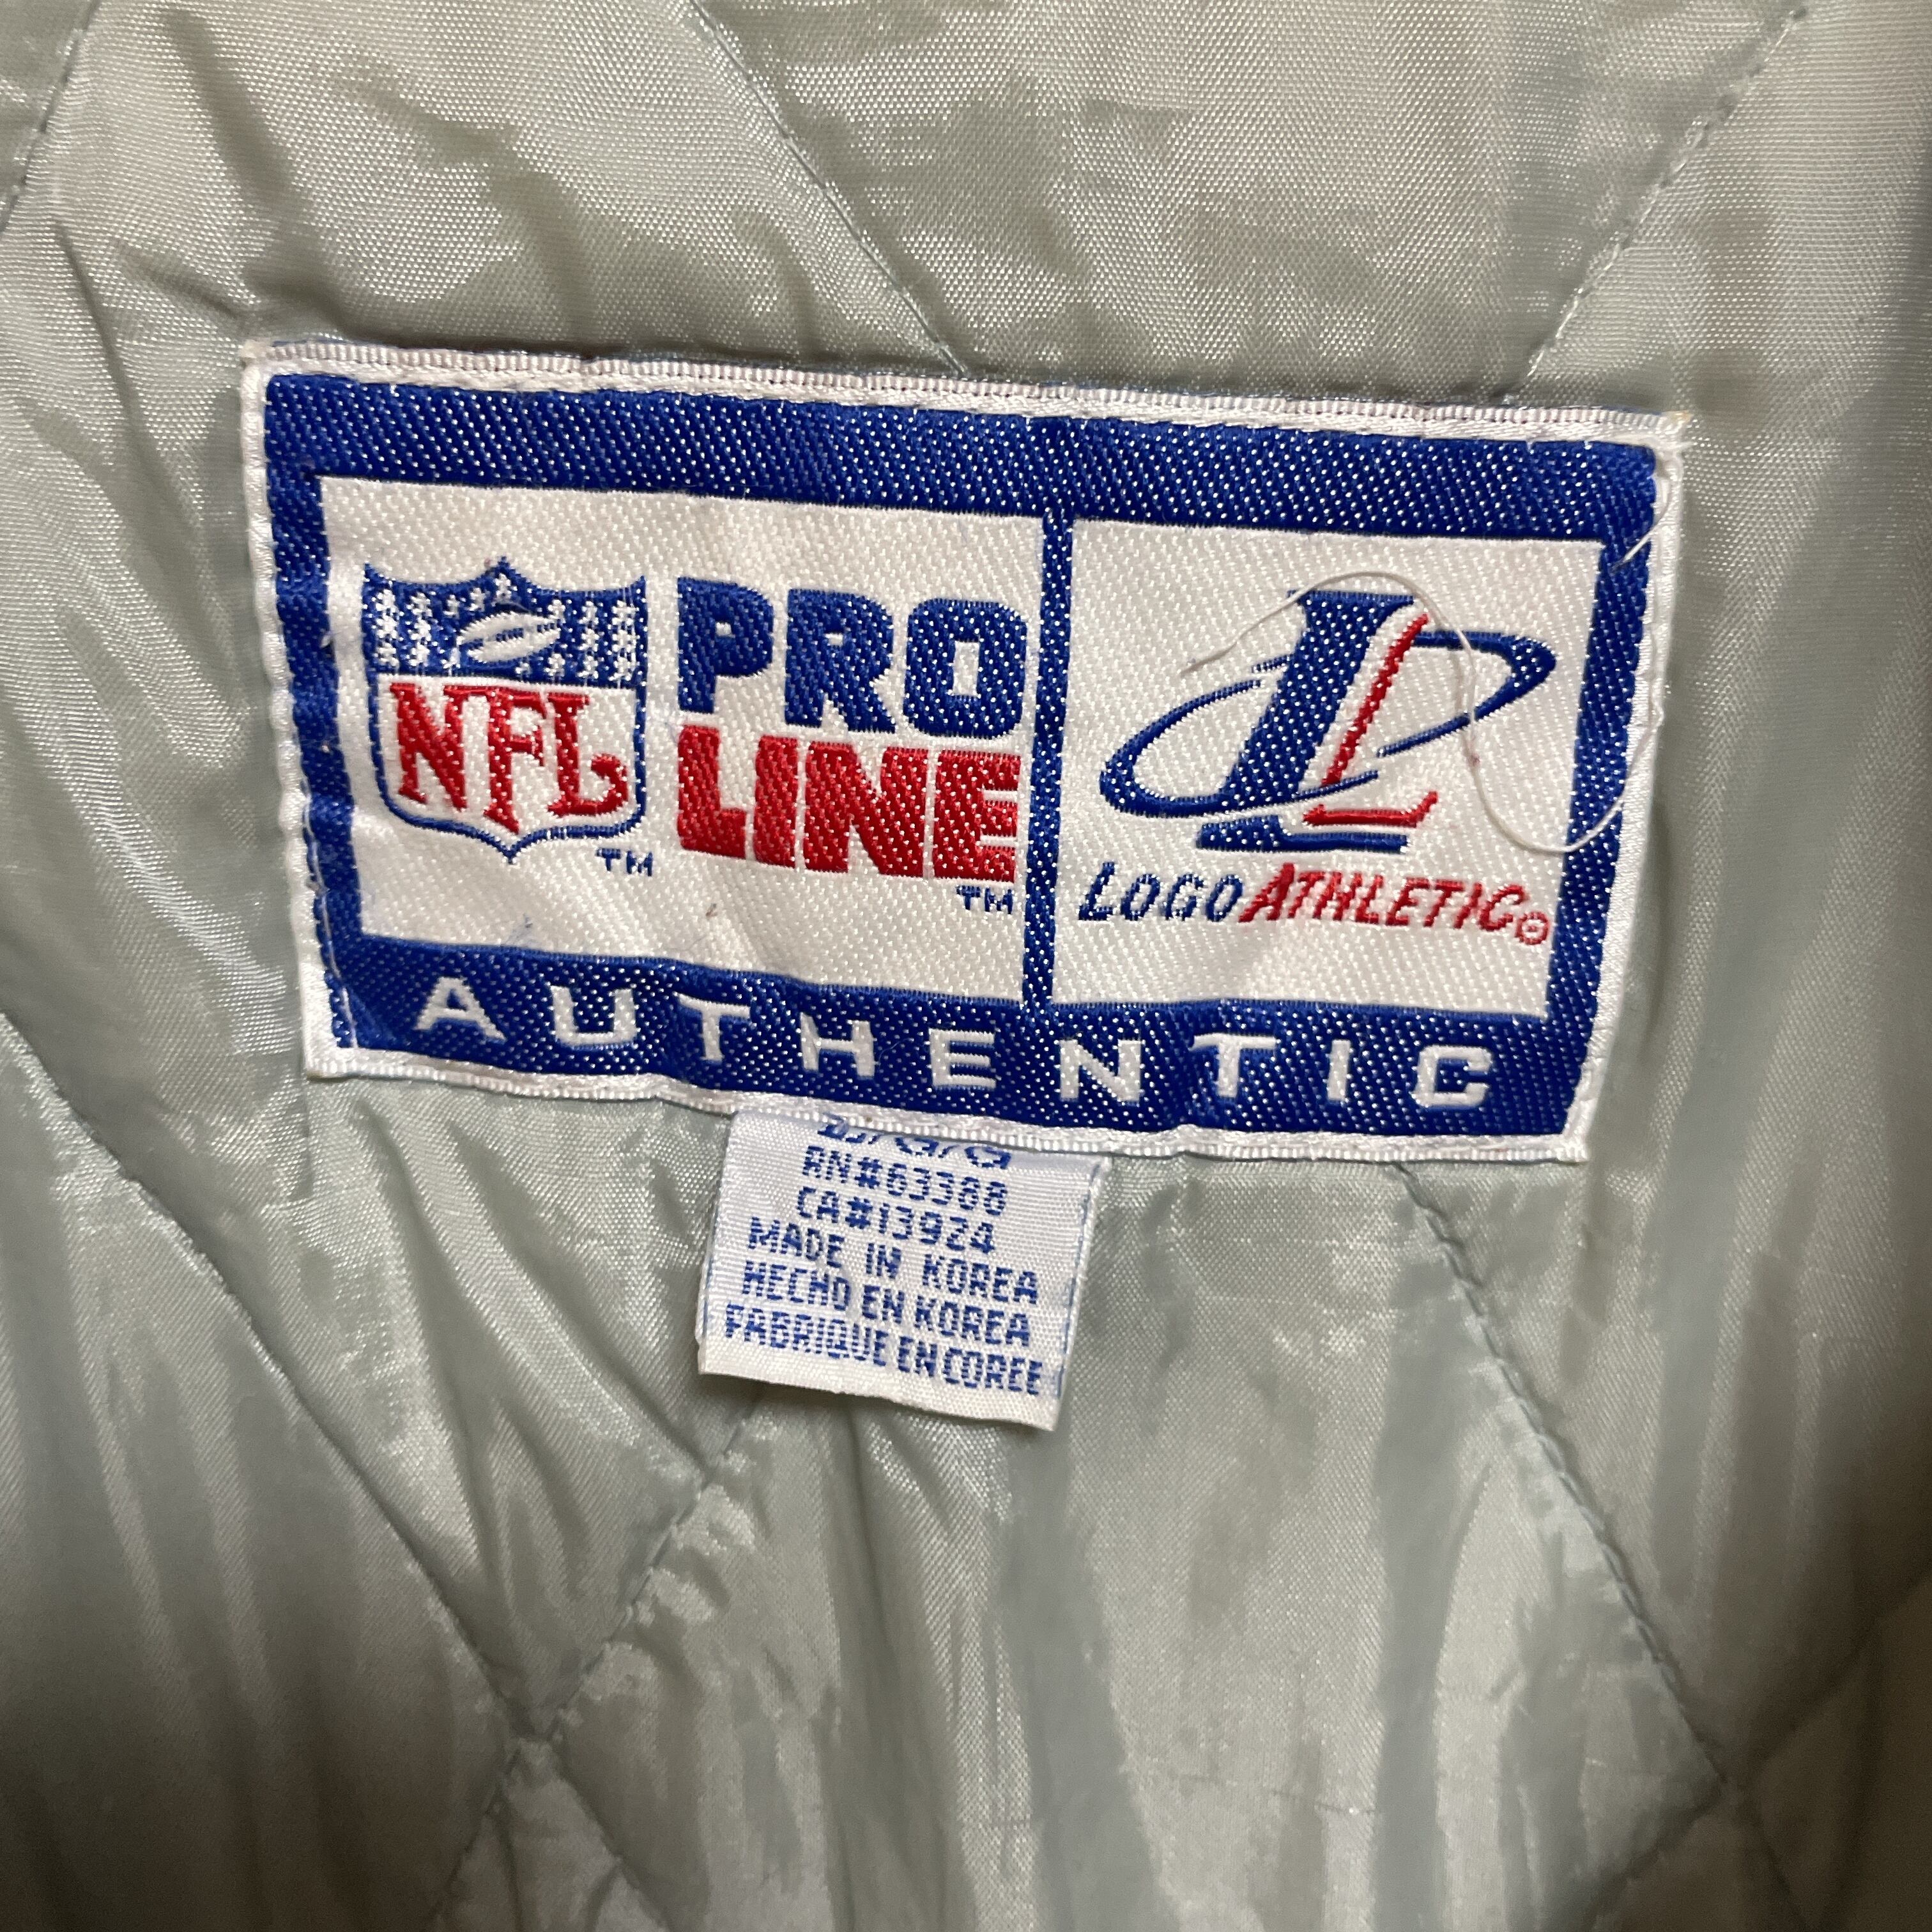 NFL
TM
PRO
LINE
TM
LOGO ATHLETIC
AUTHENTIC
L/G/G
RN#63388
CA#13924
MADE IN KOREA
HECHO EN KOREA
FABRIQUE EN COREE